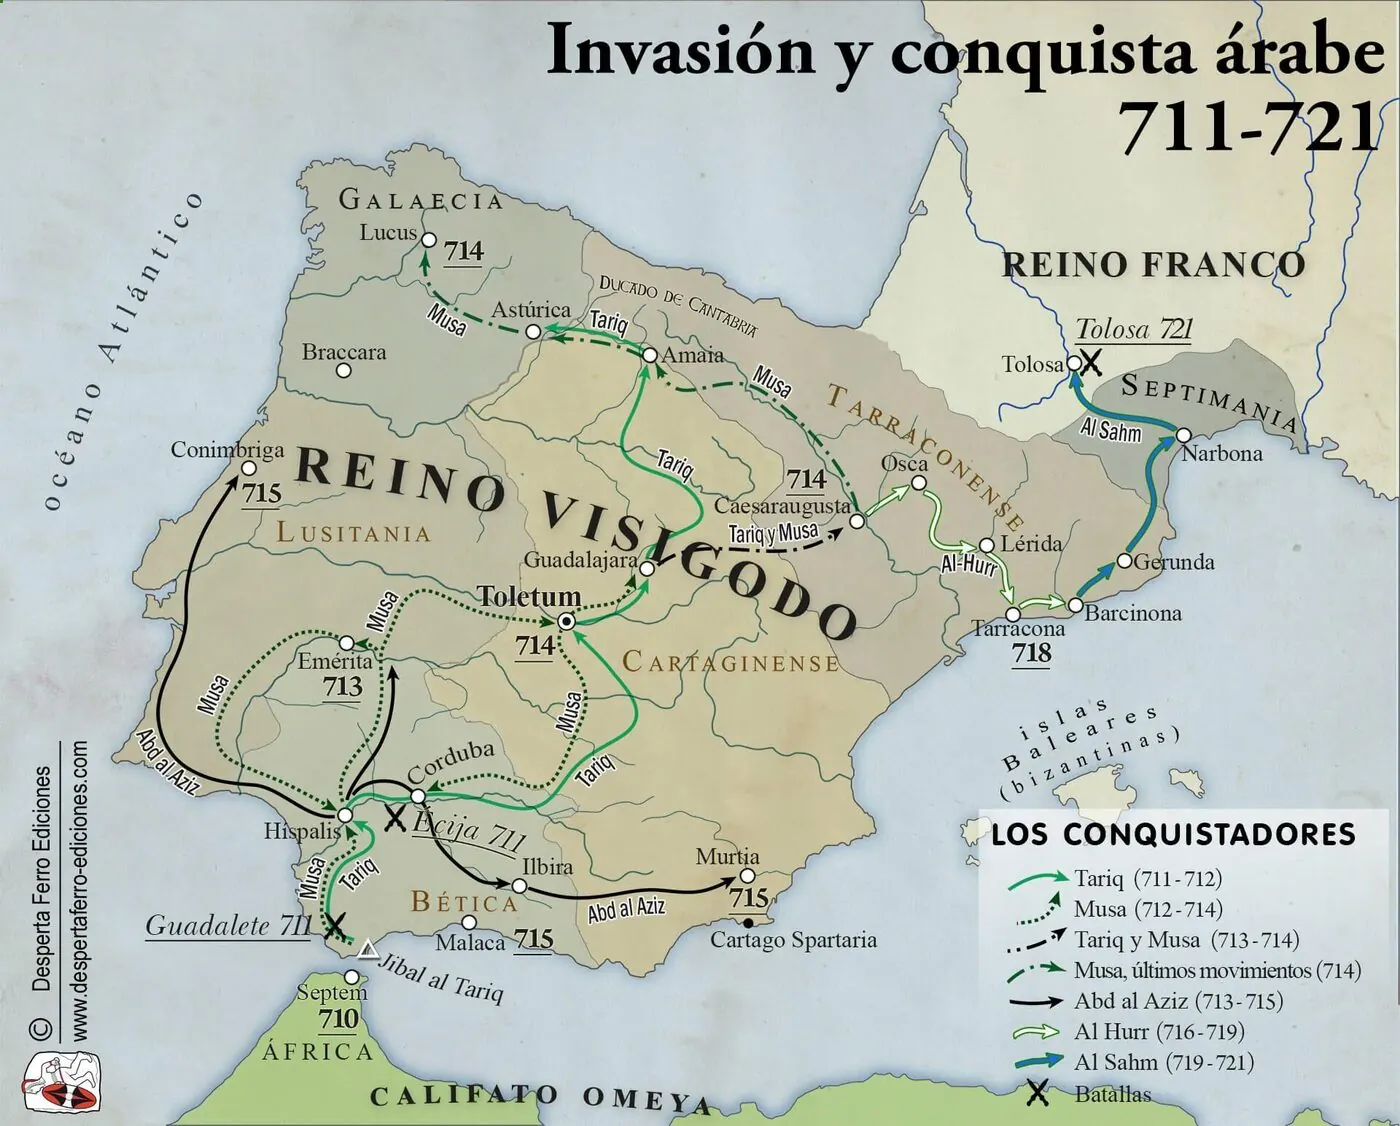 Invasión y conquista árabe
711-721
GALAECIA
Lucus
714
océano Atlántico
DUCADO DE CANTABRIA
REINO FRANCO
Astúrica
Tariq
Musa
Tolosa 721
Braccara
Amaia
Tolosa
Musa
SEPTIMANIA
TARRACONENSE
Al Sahm
Conimbriga
715
REINO VISIGODO
Tariq
714
Osca
Narbona
Caesaraugusta
LUSITANIA
Tariq y Musa
Guadalajara
Lérida
Al-Hurr
Gerunda
Toletum
714
Musa
Barcinona
Tarracona
718
Emérita
713
CARTAGINENSE
Musa
Musa
islas
Baleares
(bizantinas)
Abd al Aziz
Corduba
Tariq
Hispalis
Écija 711
Musa
Tariq
Ilbira
Murtia
715
BÉTICA
Abd al Aziz
Guadalete 711
Malaca
715
Cartago Spartaria
Jibal al Tariq
Septem
710
ÁFRICA
CALIFATO OMEYA
LOS CONQUISTADORES
Tariq (711-712)
Musa (712-714)
Tariq y Musa (713-714)
Musa, últimos movimientos (714)
Abd al Aziz (713-715)
Al Hurr (716-719)
Al Sahm (719-721)
Batallas
© Desperta Ferro Ediciones
www.despertaferro-ediciones.com